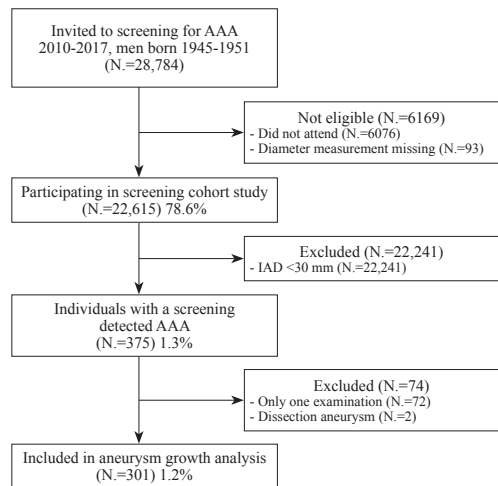 Invited to screening for AAA
2010-2017, men born 1945-1951
(N.=28,784)
Not eligible (N.=6169)
- Did not attend (N.=6076)
- Diameter measurement missing (N.=93)
Participating in screening cohort study
(N.=22,615) 78.6%
Excluded (N.=22,241)
- IAD <30 mm (N.=22,241)
Individuals with a screening
detected AAA
(N.=375) 1.3%
Excluded (N.=74)
- Only one examination (N.=72)
- Dissection aneurysm (N.=2)
Included in aneurysm growth analysis
(N.=301) 1.2%